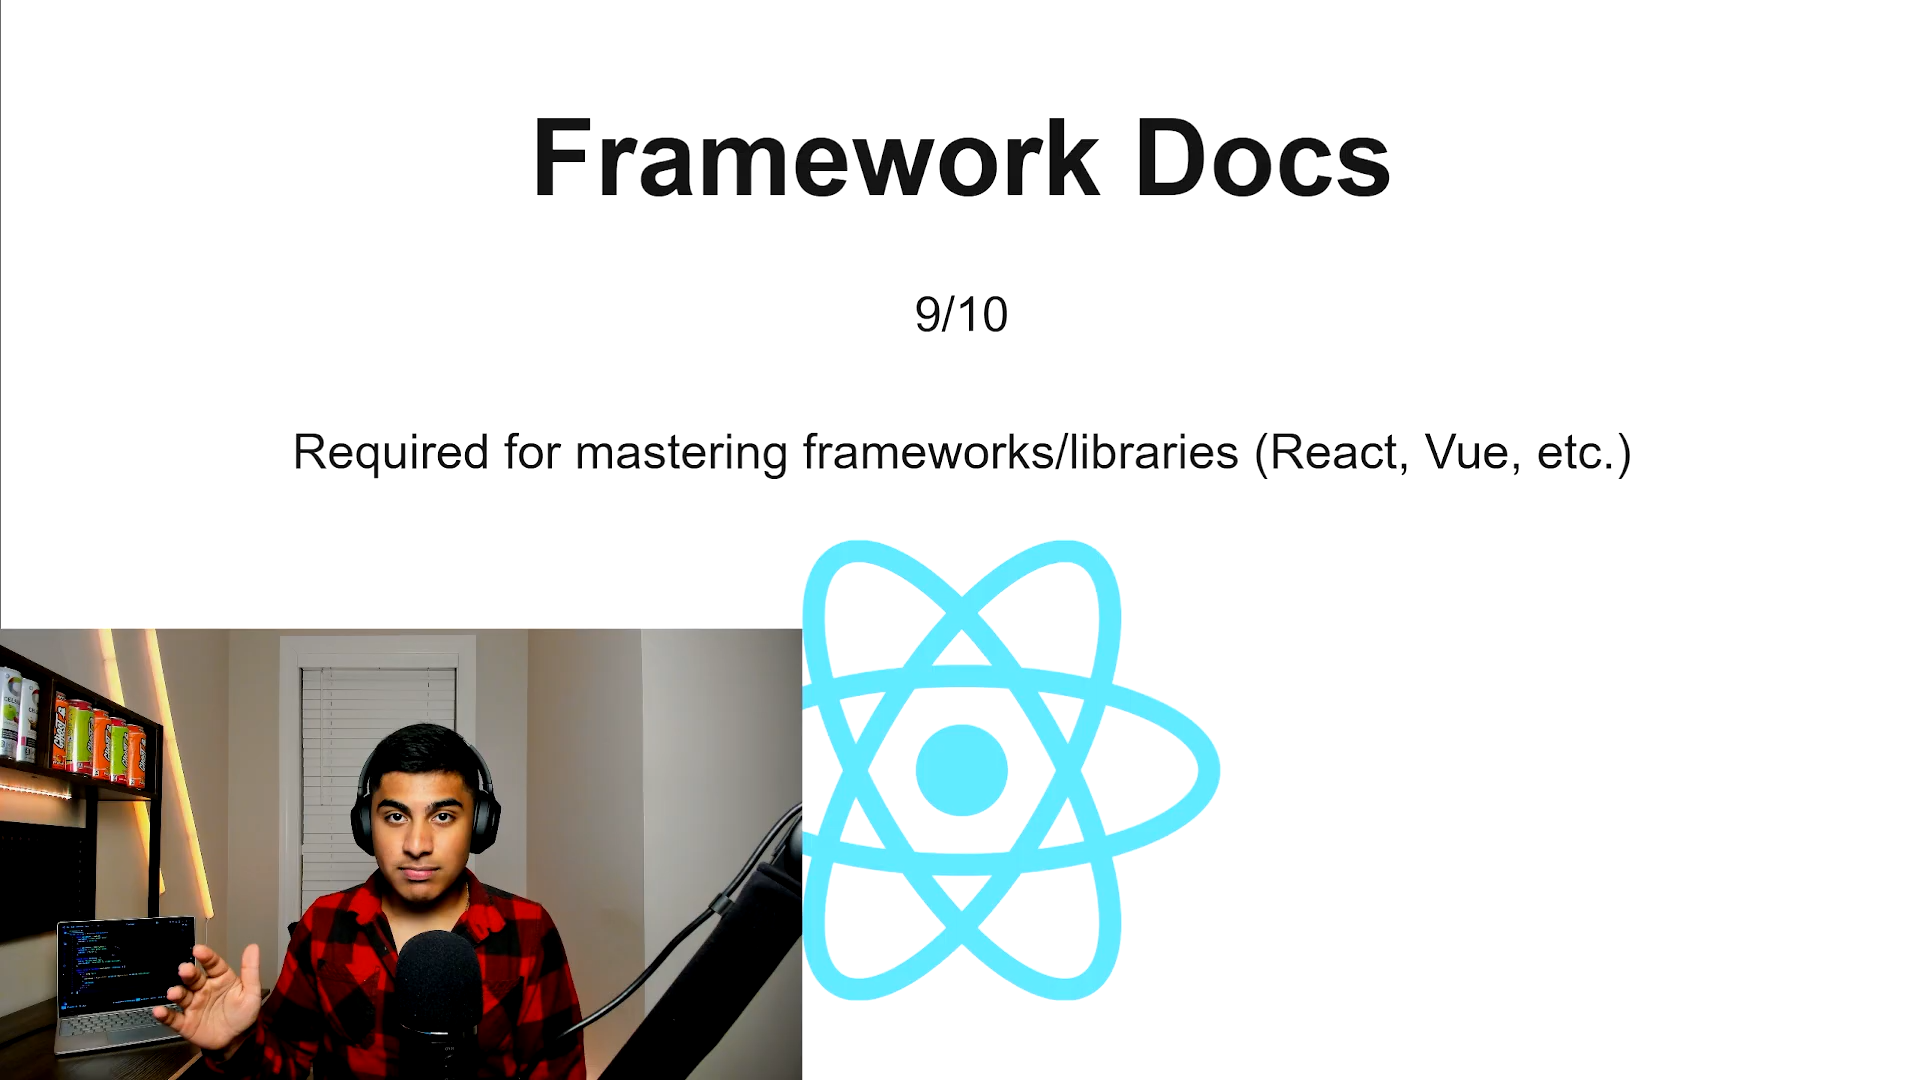 Framework Docs
9/10
Required for mastering frameworks/libraries (React, Vue, etc.)